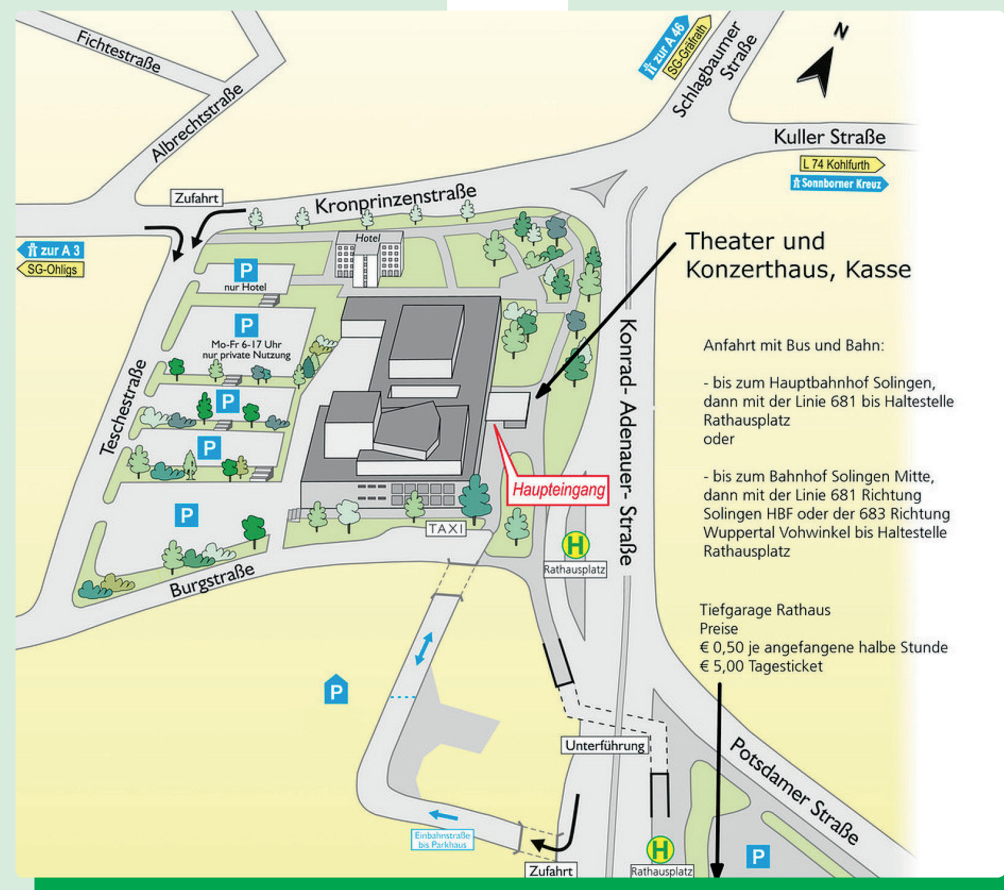 Fichtestraße
Albrechtstraße
zur A 46
SG-Gräfrath
Schlagbaumer
Straße
N
Kuller Straße
L 74 Kohlfurth
Sonnborner Kreuz
Zufahrt
Kronprinzenstraße
zur A 3
SG-Ohligs
Hotel
Theater und
Konzerthaus, Kasse
P
nur Hotel
P
Mo-Fr 6-17 Uhr
nur private Nutzung
P
P
P
Teschestraße
Konrad- Adenauer- Straße
Anfahrt mit Bus und Bahn:
- bis zum Hauptbahnhof Solingen,
dann mit der Linie 681 bis Haltestelle
Rathausplatz
oder
- bis zum Bahnhof Solingen Mitte,
dann mit der Linie 681 Richtung
Solingen HBF oder der 683 Richtung
Wuppertal Vohwinkel bis Haltestelle
Rathausplatz
Haupteingang
TAXI
H
Rathausplatz
Burgstraße
Tiefgarage Rathaus
Preise
€ 0,50 je angefangene halbe Stunde
€ 5,00 Tagesticket
P
Unterführung
Potsdamer Straße
Einbahnstraße
bis Parkhaus
Zufahrt
H
Rathausplatz
P